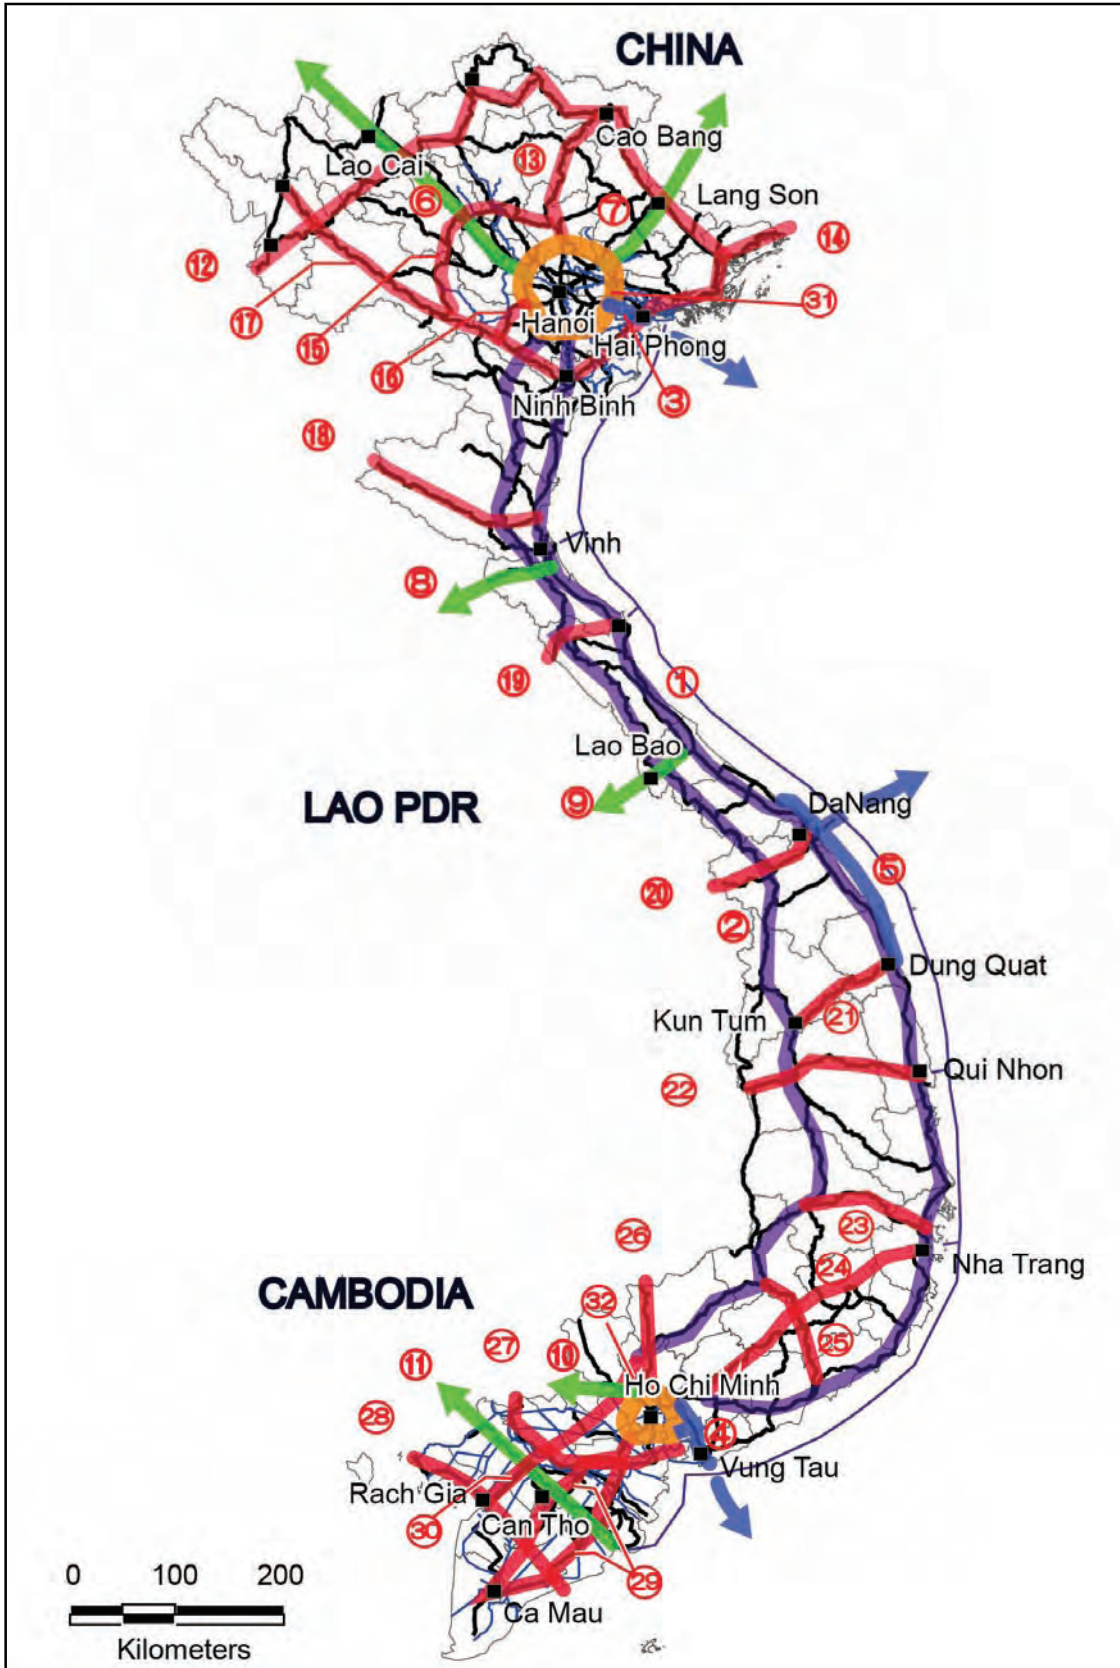 CHINA
Cao Bang
Lao Cai
⑬
⑥
⑦
Lang Son
⑭
⑫
⑰
⑮
⑯
㉛
Hanoi
Hai Phong
③
Ninh Binh
⑱
Vinh
⑧
⑲
①
Lao Bao
⑨
LAO PDR
DaNang
⑤
⑳
②
Dung Quat
Kun Tum
㉑
Qui Nhon
㉒
㉓
㉖
Nha Trang
㉔
CAMBODIA
㉜
㉗
㉕
⑪
⑩
Ho Chi Minh
㉘
④
Vung Tau
Rach Gia
㉚
Can Tho
㉙
Ca Mau
0 100 200
Kilometers